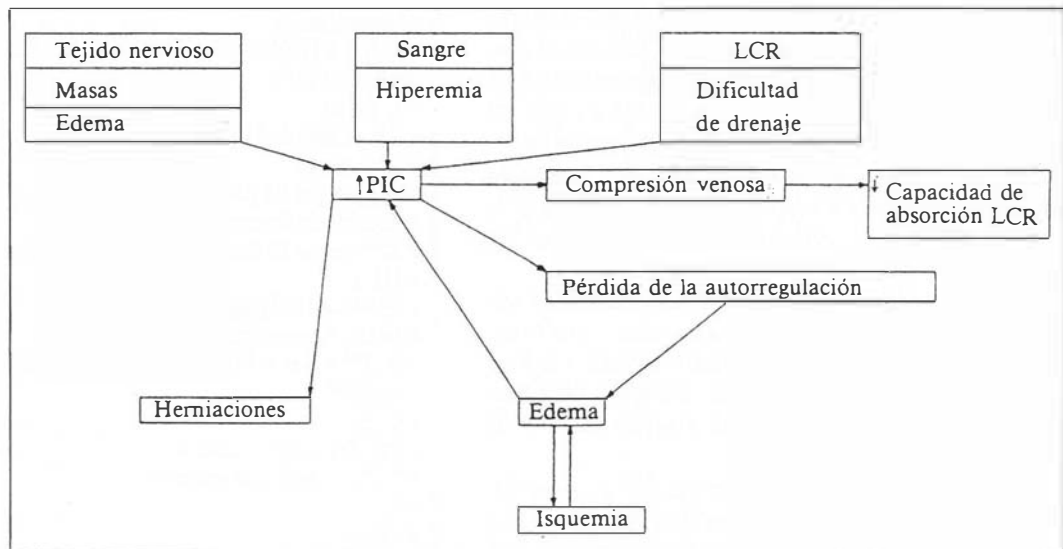 Tejido nervioso
Masas
Edema
Sangre
Hiperemia
LCR
Dificultad
de drenaje
↑PIC
Compresión venosa
↓ Capacidad de
absorción LCR
Pérdida de la autorregulación
Herniaciones
Edema
Isquemia